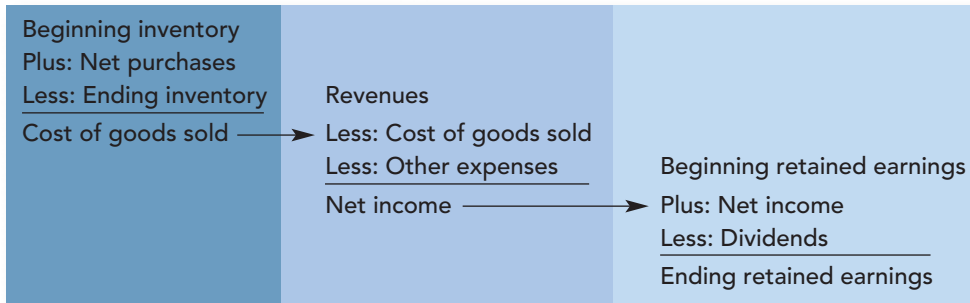 Beginning inventory
Plus: Net purchases
Less: Ending inventory
Cost of goods sold
Revenues
Less: Cost of goods sold
Less: Other expenses
Net income
Beginning retained earnings
Plus: Net income
Less: Dividends
Ending retained earnings